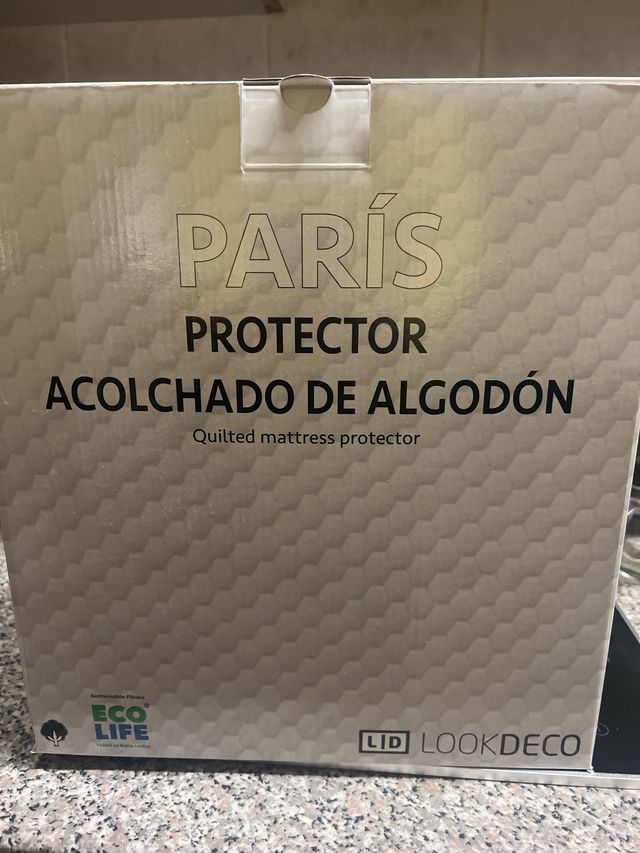 PARÍS
PROTECTOR
ACOLCHADO DE ALGODÓN
Quilted mattress protector
Sustainable Fibers
ECO
LIFE
LID LOOKDECO